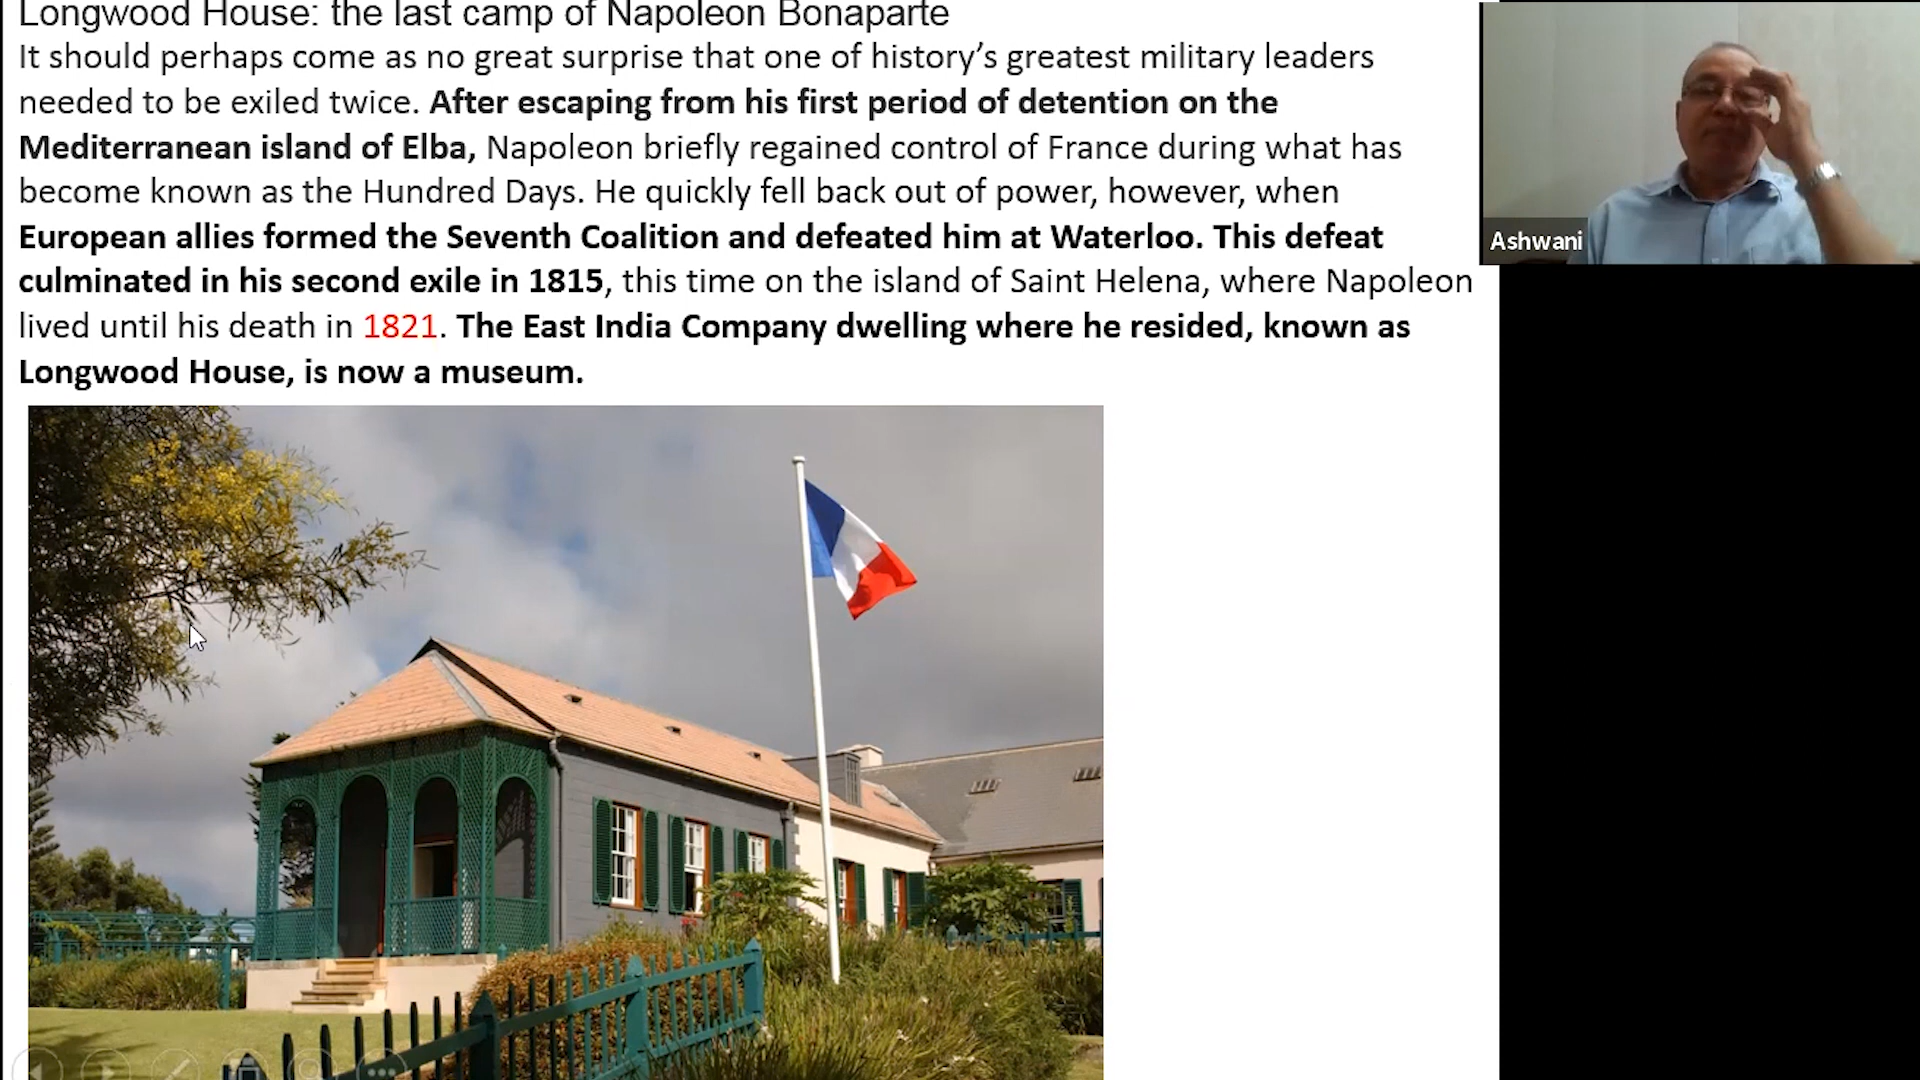 Longwood House: the last camp of Napoleon Bonaparte
It should perhaps come as no great surprise that one of history’s greatest military leaders
needed to be exiled twice. After escaping from his first period of detention on the
Mediterranean island of Elba, Napoleon briefly regained control of France during what has
become known as the Hundred Days. He quickly fell back out of power, however, when
European allies formed the Seventh Coalition and defeated him at Waterloo. This defeat
culminated in his second exile in 1815, this time on the island of Saint Helena, where Napoleon
lived until his death in 1821. The East India Company dwelling where he resided, known as
Longwood House, is now a museum.
Ashwani